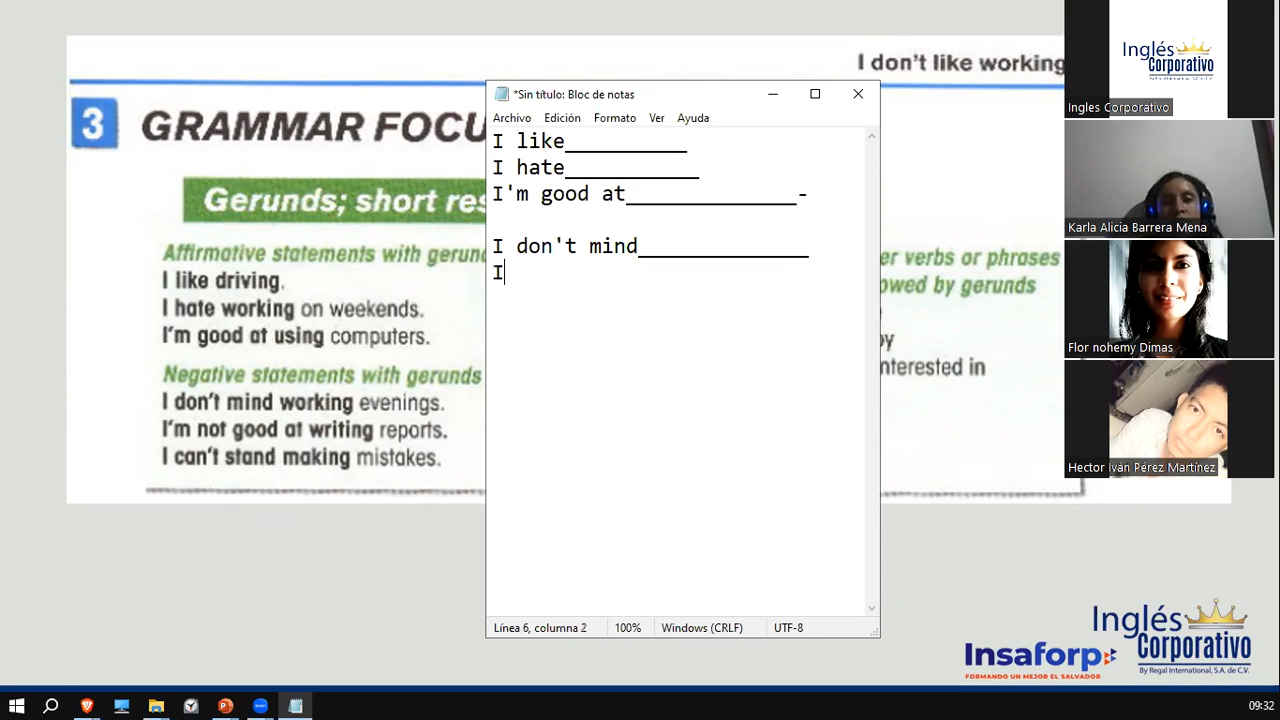 I don't like working
3 GRAMMAR FOCU
Gerunds; short res
Affirmative statements with gerun
I like driving.
I hate working on weekends.
I'm good at using computers.
Negative statements with gerunds
I don't mind working evenings.
I'm not good at writing reports.
I can't stand making mistakes.
er verbs or phrases
owed by gerunds
nterested in
*Sin título: Bloc de notas
Archivo Edición Formato Ver Ayuda
I like__________
I hate___________
I'm good at______________-
I don't mind______________
I
Línea 6, columna 2 100% Windows (CRLF) UTF-8
Inglés
Corporativo
Ingles Corporativo
Karla Alicia Barrera Mena
Flor nohemy Dimas
Hector Iván Pérez Martínez
Insaforp
FORMANDO UN MEJOR EL SALVADOR
Inglés
Corporativo
By Regal International, S.A. de C.V.
09:32